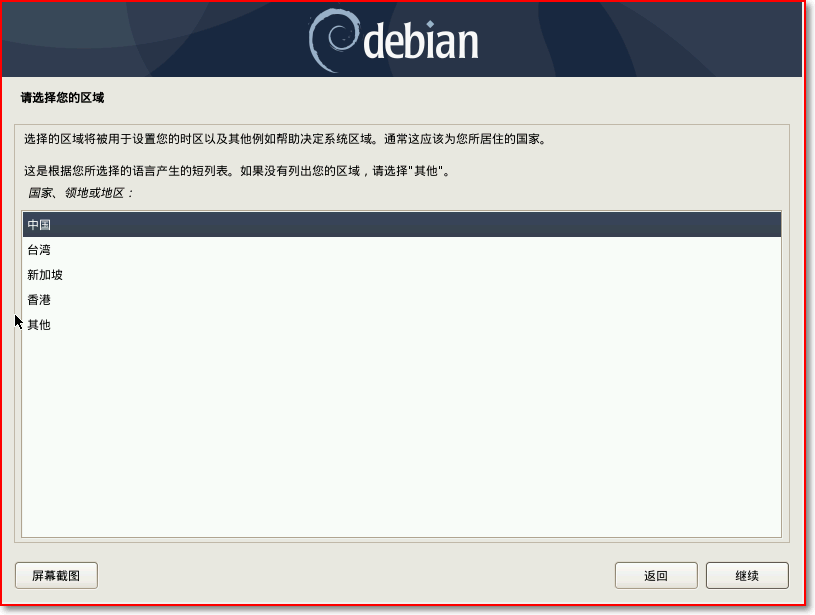 debian
请选择您的区域
选择的区域将被用于设置您的时区以及其他例如帮助决定系统区域。通常这应该为您所居住的国家。
这是根据您所选择的语言产生的短列表。如果没有列出您的区域，请选择"其他"。
国家、领地或地区：
中国
台湾
新加坡
香港
其他
屏幕截图
返回
继续